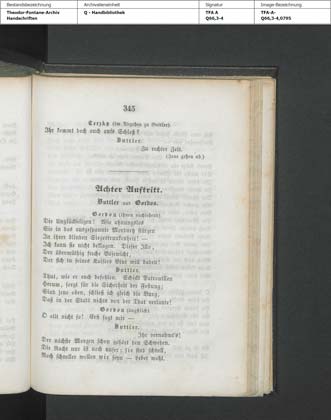 Bestandsbezeichnung
Archivalieneinheit
Signatur
Image-Bezeichnung
Theodor-Fontane-Archiv
Handschriften
Q - Handbibliothek
TFA A
Q66,3-4
TFA-A-
Q66,3-4,0795
345
Terzky (im Abgehen zu Buttler).
Ihr kommt doch auch aufs Schloß?
Buttler.
Zu rechter Zeit.
(Jene gehen ab)
Achter Auftritt.
Buttler und Gordon.
Gordon (ihnen nachsehend)
Die Unglückseligen! Wie ahnungslos
Sie in das ausgespannte Mordnetz stürzen
In ihrer blinden Siegestrunkenheit! —
Ich kann sie nicht beklagen. Dieser Illo,
Der übermüthig freche Bösewicht,
Der sich in seines Kaisers Blut will baden!
Buttler.
Thut, wie er euch befohlen. Schickt Patrouillen
Herum, sorgt für die Sicherheit der Festung;
Sind jene oben, schließ ich gleich die Burg,
Daß in der Stadt nichts von der That verlaute!
Gordon (ängstlich)
O eilt nicht so! Erst sagt mir —
Buttler.
Ihr vernahmt's!
Der nächste Morgen schon gehört den Schweden.
Die Nacht nur ist noch unser; sie sind schnell,
Noch schneller wollen wir seyn — Lebet wohl.